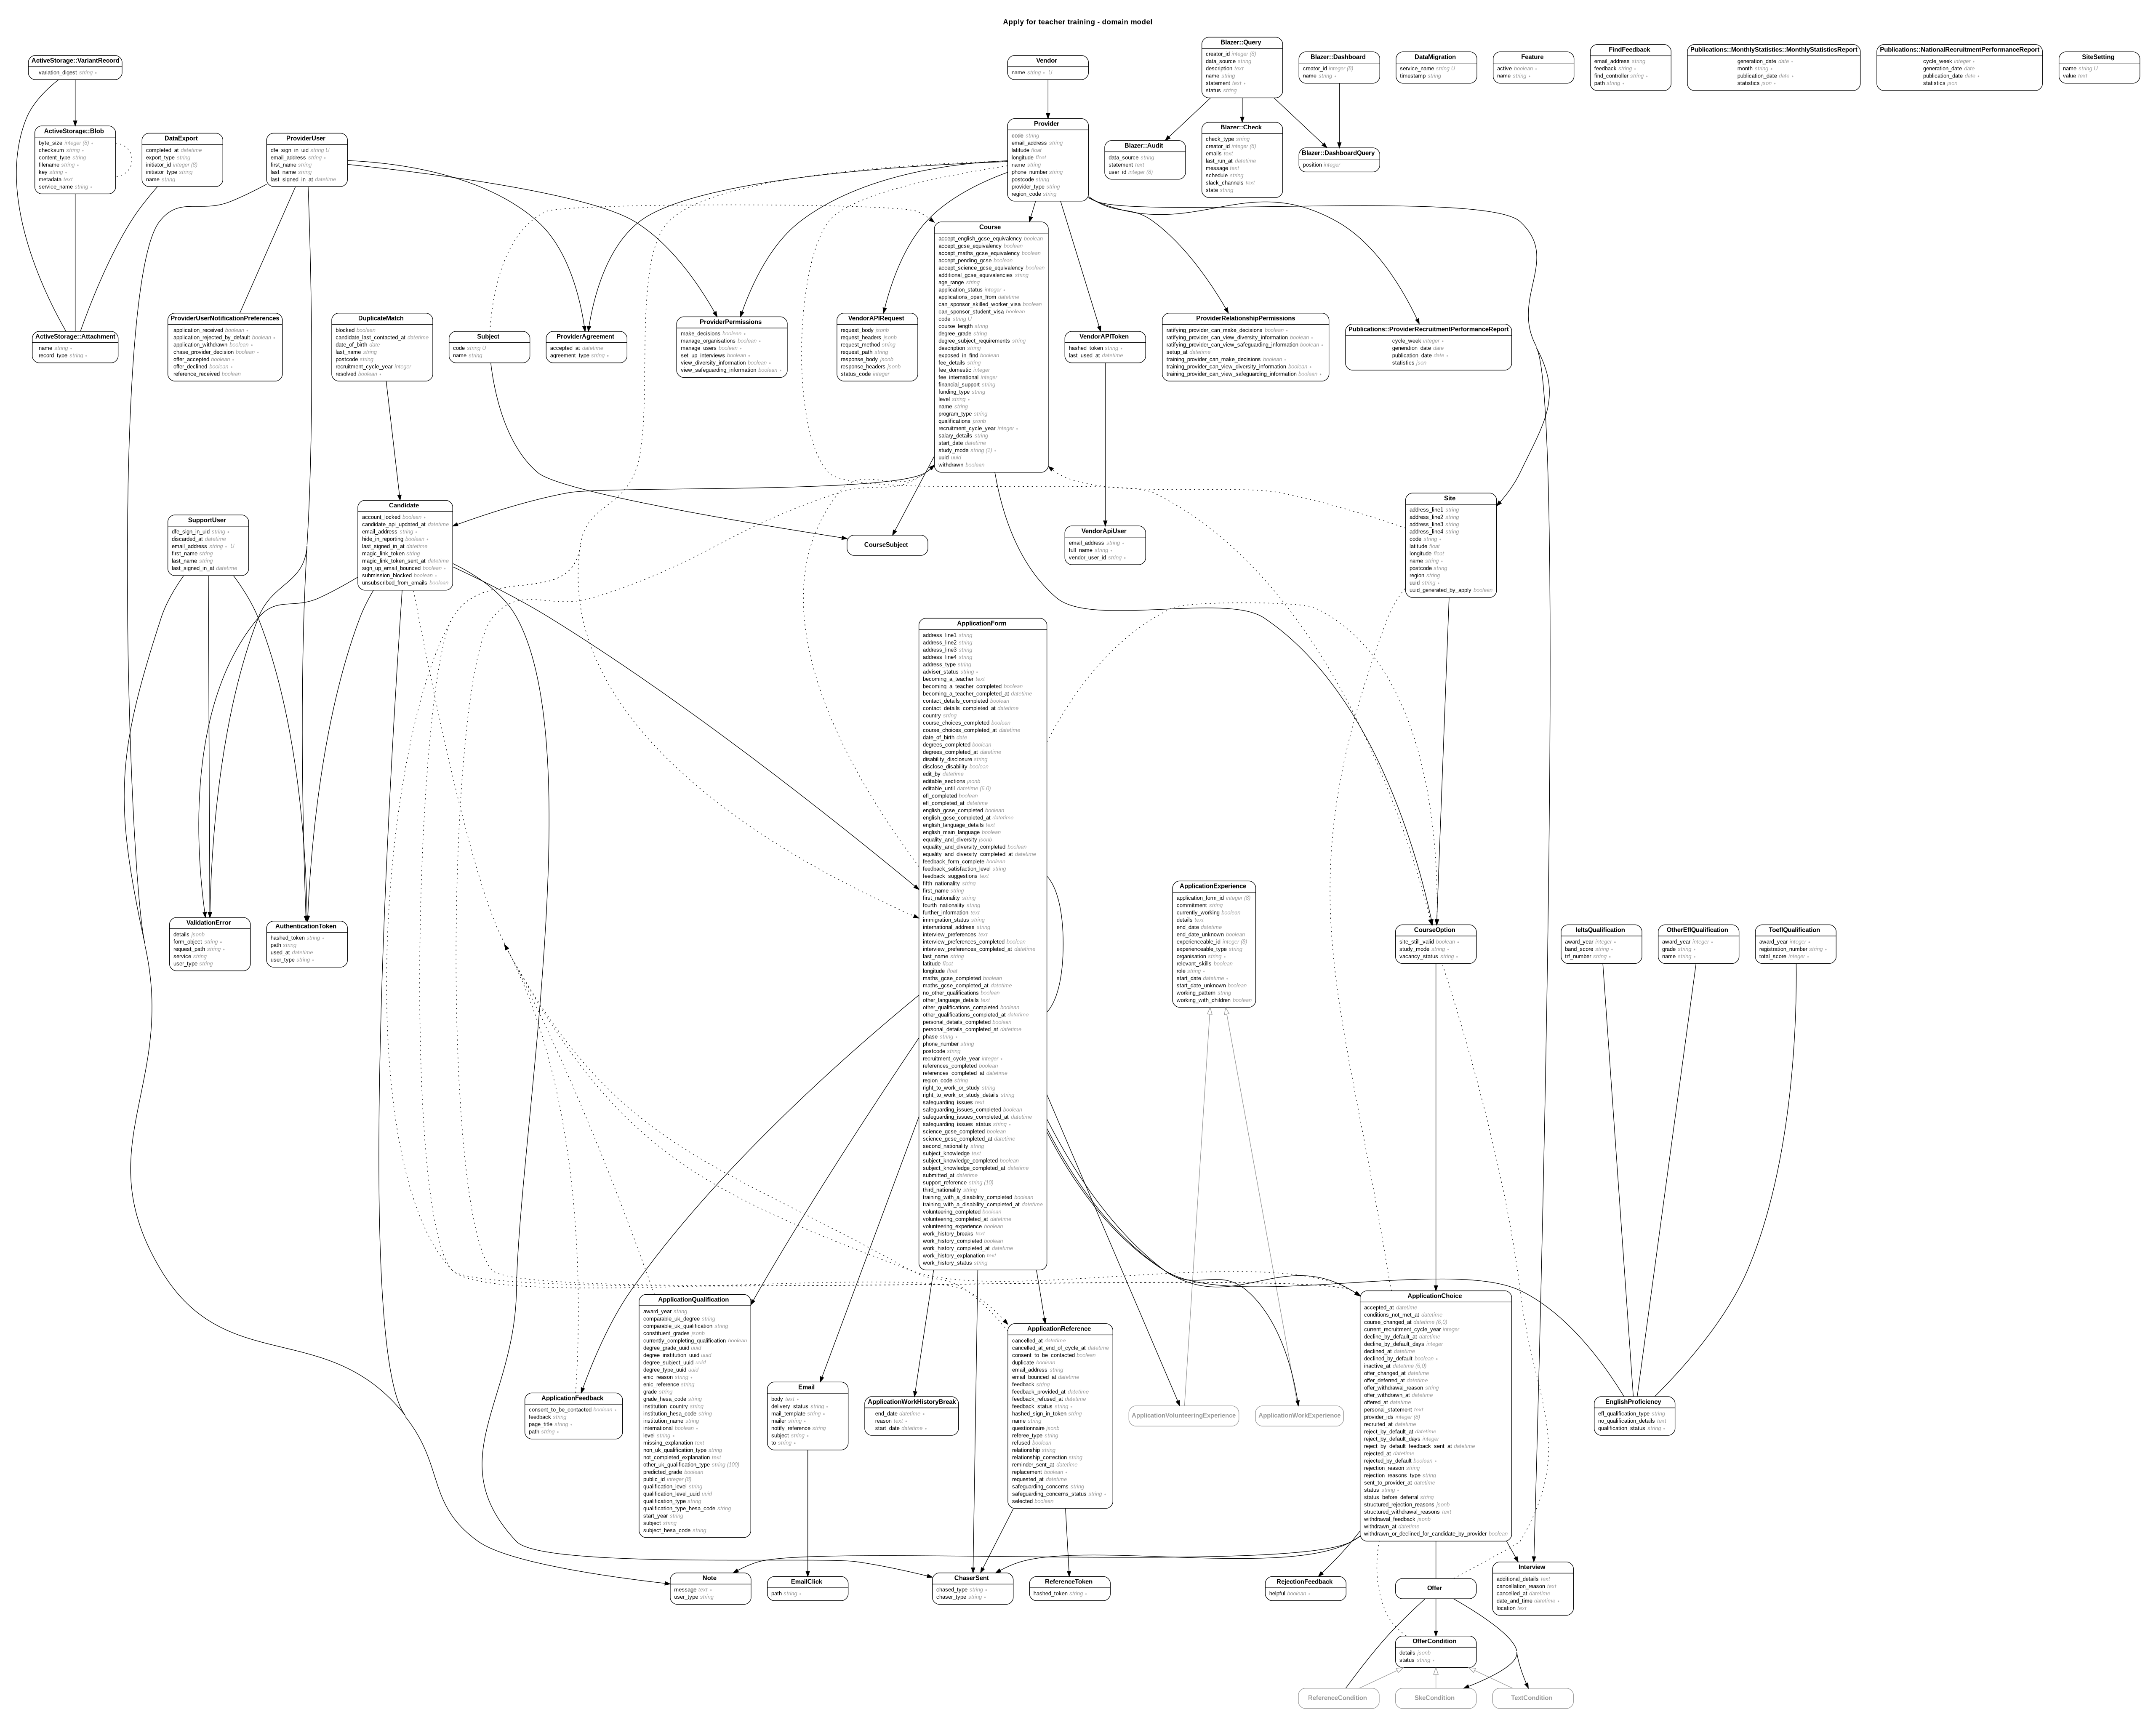 Apply for teacher training - domain model
ActiveStorage::VariantRecord
variation_digest string ∗
Vendor
name string ∗ U
Blazer::Query
creator_id integer (8)
data_source string
description text
name string
statement text ∗
status string
Blazer::Dashboard
creator_id integer (8)
name string ∗
DataMigration
service_name string U
timestamp string
Feature
active boolean ∗
name string ∗
FindFeedback
email_address string
feedback string ∗
find_controller string ∗
path string ∗
Publications::MonthlyStatistics::MonthlyStatisticsReport
generation_date date ∗
month string ∗
publication_date date ∗
statistics json ∗
Publications::NationalRecruitmentPerformanceReport
cycle_week integer ∗
generation_date date
publication_date date ∗
statistics json
SiteSetting
name string U
value text
ActiveStorage::Blob
byte_size integer (8) ∗
checksum string ∗
content_type string
filename string ∗
key string ∗
metadata text
service_name string ∗
DataExport
completed_at datetime
export_type string
initiator_id integer (8)
initiator_type string
name string
ProviderUser
dfe_sign_in_uid string U
email_address string ∗
first_name string
last_name string
last_signed_in_at datetime
Provider
code string
email_address string
latitude float
longitude float
name string
phone_number string
postcode string
provider_type string
region_code string
Blazer::Audit
data_source string
statement text
user_id integer (8)
Blazer::Check
check_type string
creator_id integer (8)
emails text
last_run_at datetime
message text
schedule string
slack_channels text
state string
Blazer::DashboardQuery
position integer
Course
accept_english_gcse_equivalency boolean
accept_gcse_equivalency boolean
accept_maths_gcse_equivalency boolean
accept_pending_gcse boolean
accept_science_gcse_equivalency boolean
additional_gcse_equivalencies string
age_range string
application_status integer ∗
applications_open_from datetime
can_sponsor_skilled_worker_visa boolean
can_sponsor_student_visa boolean
code string U
course_length string
degree_grade string
degree_subject_requirements string
description string
exposed_in_find boolean
fee_details string
fee_domestic integer
fee_international integer
financial_support string
funding_type string
level string ∗
name string
program_type string
qualifications jsonb
recruitment_cycle_year integer ∗
salary_details string
start_date datetime
study_mode string (1) ∗
uuid uuid
withdrawn boolean
ActiveStorage::Attachment
name string ∗
record_type string ∗
ProviderUserNotificationPreferences
application_received boolean ∗
application_rejected_by_default boolean ∗
application_withdrawn boolean ∗
chase_provider_decision boolean ∗
offer_accepted boolean ∗
offer_declined boolean ∗
reference_received boolean
DuplicateMatch
blocked boolean
candidate_last_contacted_at datetime
date_of_birth date
last_name string
postcode string
recruitment_cycle_year integer
resolved boolean ∗
Subject
code string U
name string
ProviderAgreement
accepted_at datetime
agreement_type string ∗
ProviderPermissions
make_decisions boolean ∗
manage_organisations boolean ∗
manage_users boolean ∗
set_up_interviews boolean ∗
view_diversity_information boolean ∗
view_safeguarding_information boolean ∗
VendorAPIRequest
request_body jsonb
request_headers jsonb
request_method string
request_path string
response_body jsonb
response_headers jsonb
status_code integer
VendorAPIToken
hashed_token string ∗
last_used_at datetime
ProviderRelationshipPermissions
ratifying_provider_can_make_decisions boolean ∗
ratifying_provider_can_view_diversity_information boolean ∗
ratifying_provider_can_view_safeguarding_information boolean ∗
setup_at datetime
training_provider_can_make_decisions boolean ∗
training_provider_can_view_diversity_information boolean ∗
training_provider_can_view_safeguarding_information boolean ∗
Publications::ProviderRecruitmentPerformanceReport
cycle_week integer ∗
generation_date date
publication_date date ∗
statistics json
SupportUser
dfe_sign_in_uid string ∗
discarded_at datetime
email_address string ∗ U
first_name string
last_name string
last_signed_in_at datetime
Candidate
account_locked boolean ∗
candidate_api_updated_at datetime
email_address string ∗
hide_in_reporting boolean ∗
last_signed_in_at datetime
magic_link_token string
magic_link_token_sent_at datetime
sign_up_email_bounced boolean ∗
submission_blocked boolean ∗
unsubscribed_from_emails boolean
CourseSubject
VendorApiUser
email_address string ∗
full_name string ∗
vendor_user_id string ∗
Site
address_line1 string
address_line2 string
address_line3 string
address_line4 string
code string ∗
latitude float
longitude float
name string ∗
postcode string
region string
uuid string ∗
uuid_generated_by_apply boolean
ApplicationForm
address_line1 string
address_line2 string
address_line3 string
address_line4 string
address_type string
adviser_status string ∗
becoming_a_teacher text
becoming_a_teacher_completed boolean
becoming_a_teacher_completed_at datetime
contact_details_completed boolean
contact_details_completed_at datetime
country string
course_choices_completed boolean
course_choices_completed_at datetime
date_of_birth date
degrees_completed boolean
degrees_completed_at datetime
disability_disclosure string
disclose_disability boolean
edit_by datetime
editable_sections jsonb
editable_until datetime (6,0)
efl_completed boolean
efl_completed_at datetime
english_gcse_completed boolean
english_gcse_completed_at datetime
english_language_details text
english_main_language boolean
equality_and_diversity jsonb
equality_and_diversity_completed boolean
equality_and_diversity_completed_at datetime
feedback_form_complete boolean
feedback_satisfaction_level string
feedback_suggestions text
fifth_nationality string
first_name string
first_nationality string
fourth_nationality string
further_information text
immigration_status string
international_address string
interview_preferences text
interview_preferences_completed boolean
interview_preferences_completed_at datetime
last_name string
latitude float
longitude float
maths_gcse_completed boolean
maths_gcse_completed_at datetime
no_other_qualifications boolean
other_language_details text
other_qualifications_completed boolean
other_qualifications_completed_at datetime
personal_details_completed boolean
personal_details_completed_at datetime
phase string ∗
phone_number string
postcode string
recruitment_cycle_year integer ∗
references_completed boolean
references_completed_at datetime
region_code string
right_to_work_or_study string
right_to_work_or_study_details string
safeguarding_issues text
safeguarding_issues_completed boolean
safeguarding_issues_completed_at datetime
safeguarding_issues_status string ∗
science_gcse_completed boolean
science_gcse_completed_at datetime
second_nationality string
subject_knowledge text
subject_knowledge_completed boolean
subject_knowledge_completed_at datetime
submitted_at datetime
support_reference string (10)
third_nationality string
training_with_a_disability_completed boolean
training_with_a_disability_completed_at datetime
volunteering_completed boolean
volunteering_completed_at datetime
volunteering_experience boolean
work_history_breaks text
work_history_completed boolean
work_history_completed_at datetime
work_history_explanation text
work_history_status string
ValidationError
details jsonb
form_object string ∗
request_path string ∗
service string
user_type string
AuthenticationToken
hashed_token string ∗
path string
used_at datetime
user_type string ∗
ApplicationExperience
application_form_id integer (8)
commitment string
currently_working boolean
details text
end_date datetime
end_date_unknown boolean
experienceable_id integer (8)
experienceable_type string
organisation string ∗
relevant_skills boolean
role string ∗
start_date datetime ∗
start_date_unknown boolean
working_pattern string
working_with_children boolean
CourseOption
site_still_valid boolean ∗
study_mode string ∗
vacancy_status string ∗
IeltsQualification
award_year integer ∗
band_score string ∗
trf_number string ∗
OtherEflQualification
award_year integer ∗
grade string ∗
name string ∗
ToeflQualification
award_year integer ∗
registration_number string ∗
total_score integer ∗
ApplicationQualification
award_year string
comparable_uk_degree string
comparable_uk_qualification string
constituent_grades jsonb
currently_completing_qualification boolean
degree_grade_uuid uuid
degree_institution_uuid uuid
degree_subject_uuid uuid
degree_type_uuid uuid
enic_reason string ∗
enic_reference string
grade string
grade_hesa_code string
institution_country string
institution_hesa_code string
institution_name string
international boolean ∗
level string ∗
missing_explanation text
non_uk_qualification_type string
not_completed_explanation text
other_uk_qualification_type string (100)
predicted_grade boolean
public_id integer (8)
qualification_level string
qualification_level_uuid uuid
qualification_type string
qualification_type_hesa_code string
start_year string
subject string
subject_hesa_code string
ApplicationReference
cancelled_at datetime
cancelled_at_end_of_cycle_at datetime
consent_to_be_contacted boolean
duplicate boolean
email_address string
email_bounced_at datetime
feedback string
feedback_provided_at datetime
feedback_refused_at datetime
feedback_status string ∗
hashed_sign_in_token string
name string
questionnaire jsonb
referee_type string
refused boolean
relationship string
relationship_correction string
reminder_sent_at datetime
replacement boolean ∗
requested_at datetime
safeguarding_concerns string
safeguarding_concerns_status string ∗
selected boolean
ApplicationChoice
accepted_at datetime
conditions_not_met_at datetime
course_changed_at datetime (6,0)
current_recruitment_cycle_year integer
decline_by_default_at datetime
decline_by_default_days integer
declined_at datetime
declined_by_default boolean ∗
inactive_at datetime (6,0)
offer_changed_at datetime
offer_deferred_at datetime
offer_withdrawal_reason string
offer_withdrawn_at datetime
offered_at datetime
personal_statement text
provider_ids integer (8)
recruited_at datetime
reject_by_default_at datetime
reject_by_default_days integer
reject_by_default_feedback_sent_at datetime
rejected_at datetime
rejected_by_default boolean ∗
rejection_reason string
rejection_reasons_type string
sent_to_provider_at datetime
status string ∗
status_before_deferral string
structured_rejection_reasons jsonb
structured_withdrawal_reasons text
withdrawal_feedback jsonb
withdrawn_at datetime
withdrawn_or_declined_for_candidate_by_provider boolean
ApplicationFeedback
consent_to_be_contacted boolean ∗
feedback string
page_title string ∗
path string ∗
Email
body text ∗
delivery_status string ∗
mail_template string ∗
mailer string ∗
notify_reference string
subject string ∗
to string ∗
ApplicationWorkHistoryBreak
end_date datetime ∗
reason text ∗
start_date datetime ∗
ApplicationVolunteeringExperience
ApplicationWorkExperience
EnglishProficiency
efl_qualification_type string
no_qualification_details text
qualification_status string ∗
Note
message text ∗
user_type string
EmailClick
path string ∗
ChaserSent
chased_type string ∗
chaser_type string ∗
ReferenceToken
hashed_token string ∗
RejectionFeedback
helpful boolean ∗
Offer
Interview
additional_details text
cancellation_reason text
cancelled_at datetime
date_and_time datetime ∗
location text
OfferCondition
details jsonb
status string ∗
ReferenceCondition
SkeCondition
TextCondition